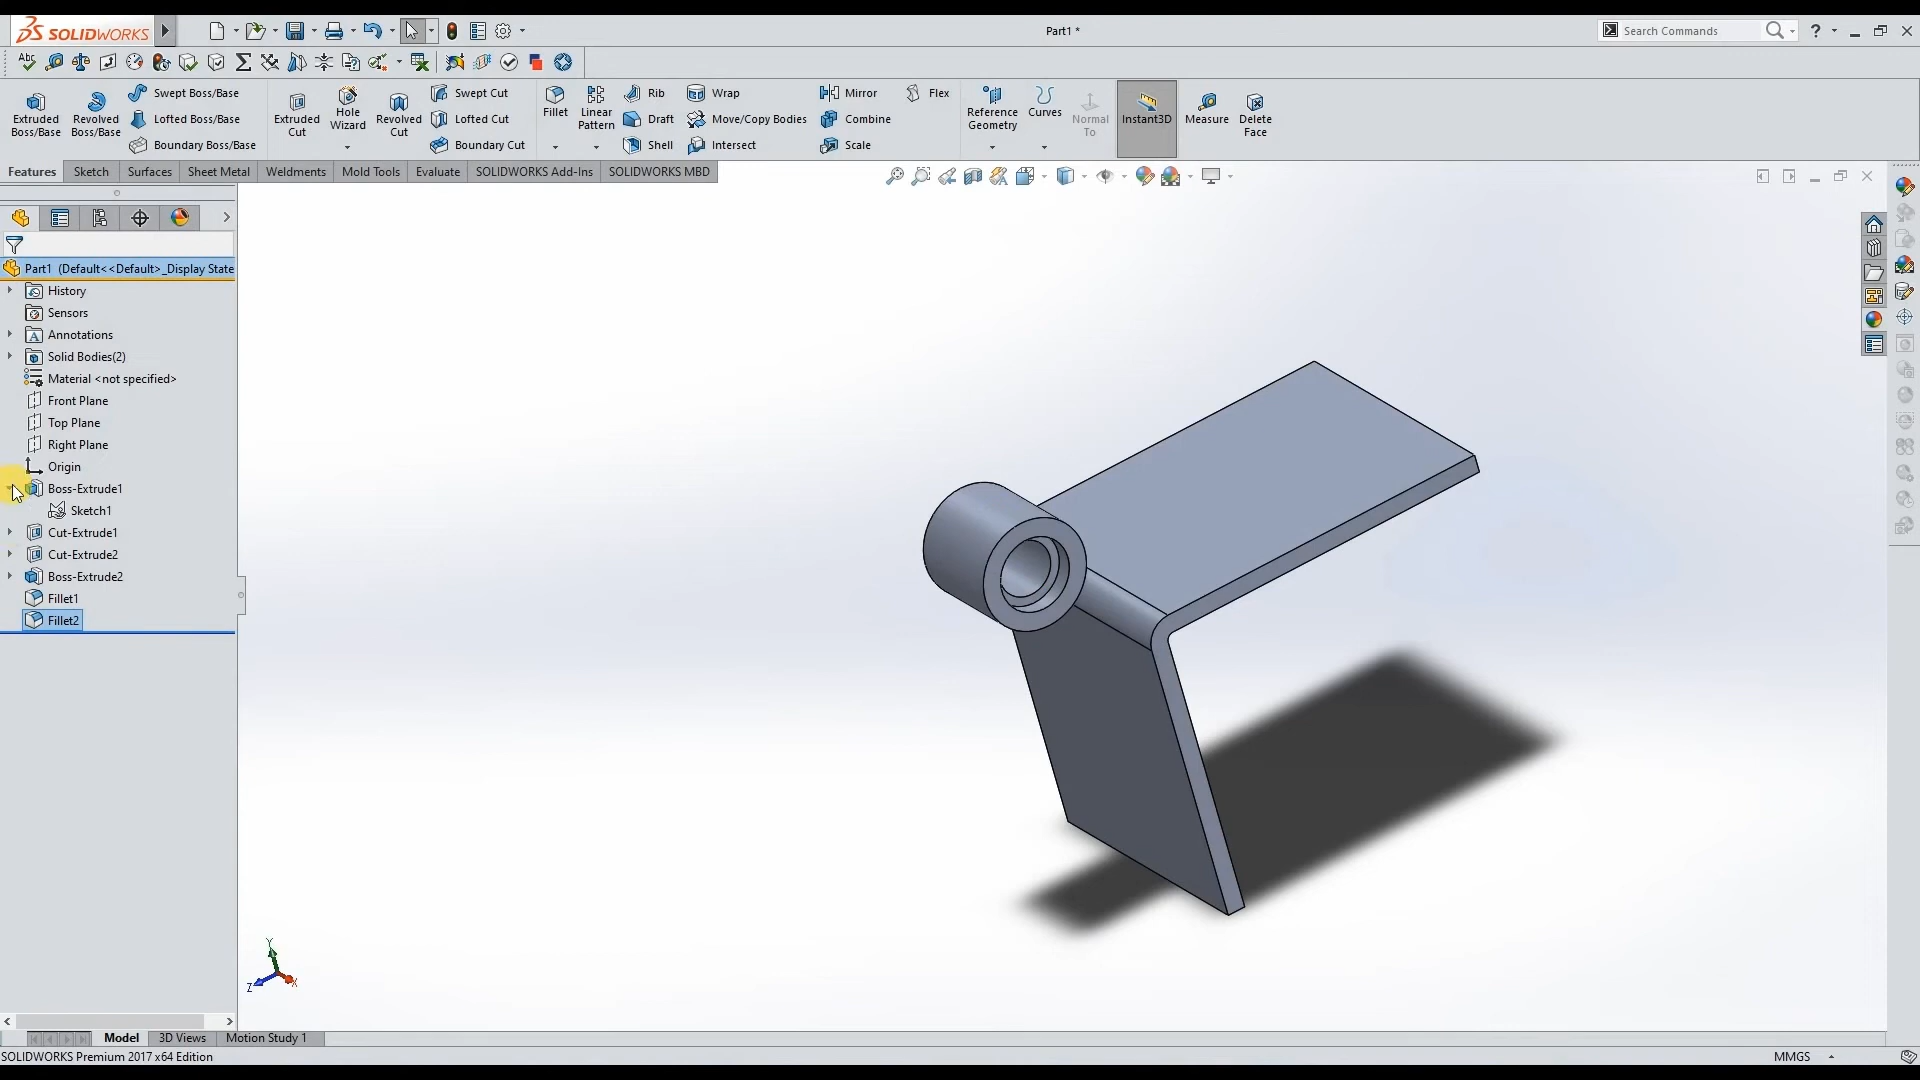 SOLIDWORKS
Part1 *
Search Commands
?
Abc
Extruded Boss/Base
Revolved Boss/Base
Swept Boss/Base
Lofted Boss/Base
Boundary Boss/Base
Extruded Cut
Hole Wizard
Revolved Cut
Swept Cut
Lofted Cut
Boundary Cut
Fillet
Linear Pattern
Rib
Draft
Shell
Wrap
Move/Copy Bodies
Intersect
Mirror
Combine
Scale
Flex
Reference Geometry
Curves
Normal To
Instant3D
Measure
Delete Face
Features
Sketch
Surfaces
Sheet Metal
Weldments
Mold Tools
Evaluate
SOLIDWORKS Add-Ins
SOLIDWORKS MBD
Part1 (Default<<Default>_Display State
History
Sensors
Annotations
Solid Bodies(2)
Material <not specified>
Front Plane
Top Plane
Right Plane
Origin
Boss-Extrude1
Sketch1
Cut-Extrude1
Cut-Extrude2
Boss-Extrude2
Fillet1
Fillet2
Y
Z
X
Model
3D Views
Motion Study 1
SOLIDWORKS Premium 2017 x64 Edition
MMGS